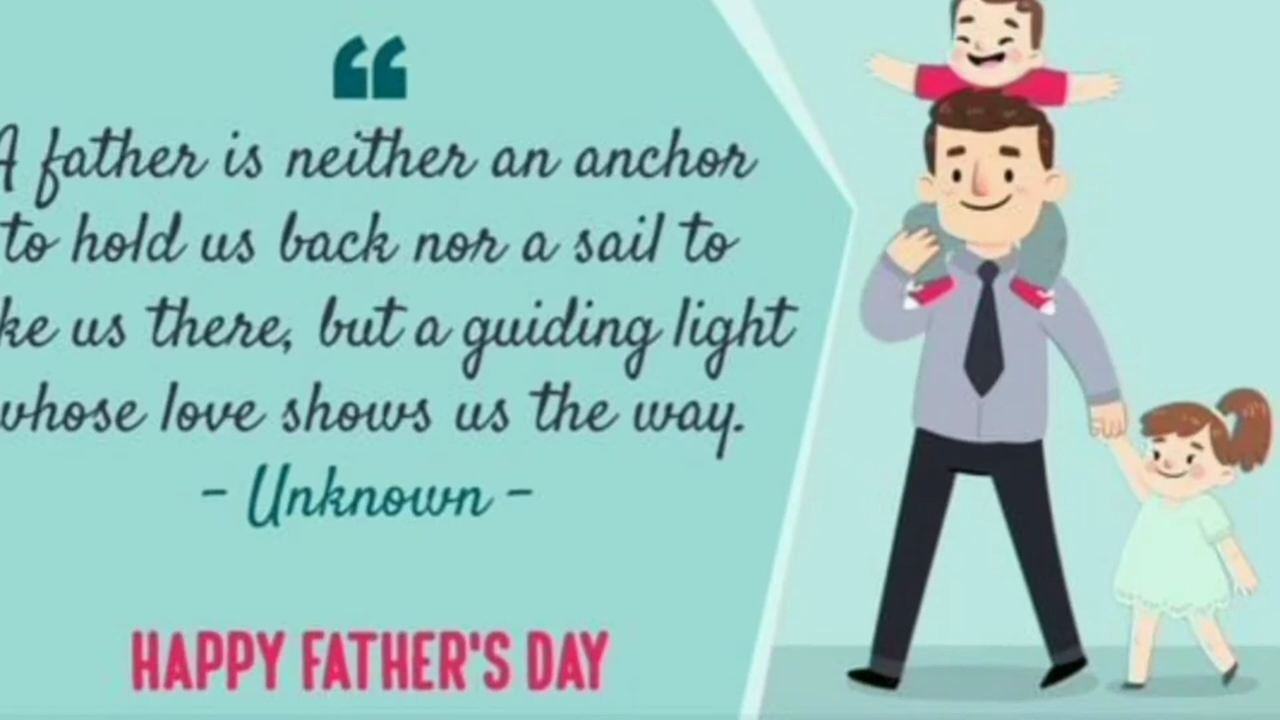 “
A father is neither an anchor
to hold us back nor a sail to
ke us there, but a guiding light
whose love shows us the way.
- Unknown -
HAPPY FATHER'S DAY